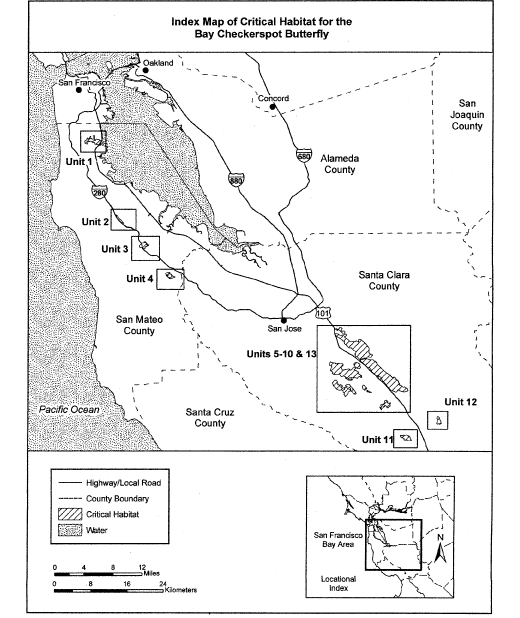 Index Map of Critical Habitat for the
Bay Checkerspot Butterfly
Oakland
San Francisco
Concord
San
Joaquin
County
Unit 1
680
Alameda
County
880
280
Unit 2
Unit 3
Unit 4
Santa Clara
County
San Mateo
County
101
San Jose
Units 5-10 & 13
Pacific Ocean
Santa Cruz
County
Unit 12
Unit 11
Highway/Local Road
County Boundary
Critical Habitat
Water
San Francisco
Bay Area
N
Locational
Index
0 4 8 12
Miles
0 8 16 24
Kilometers